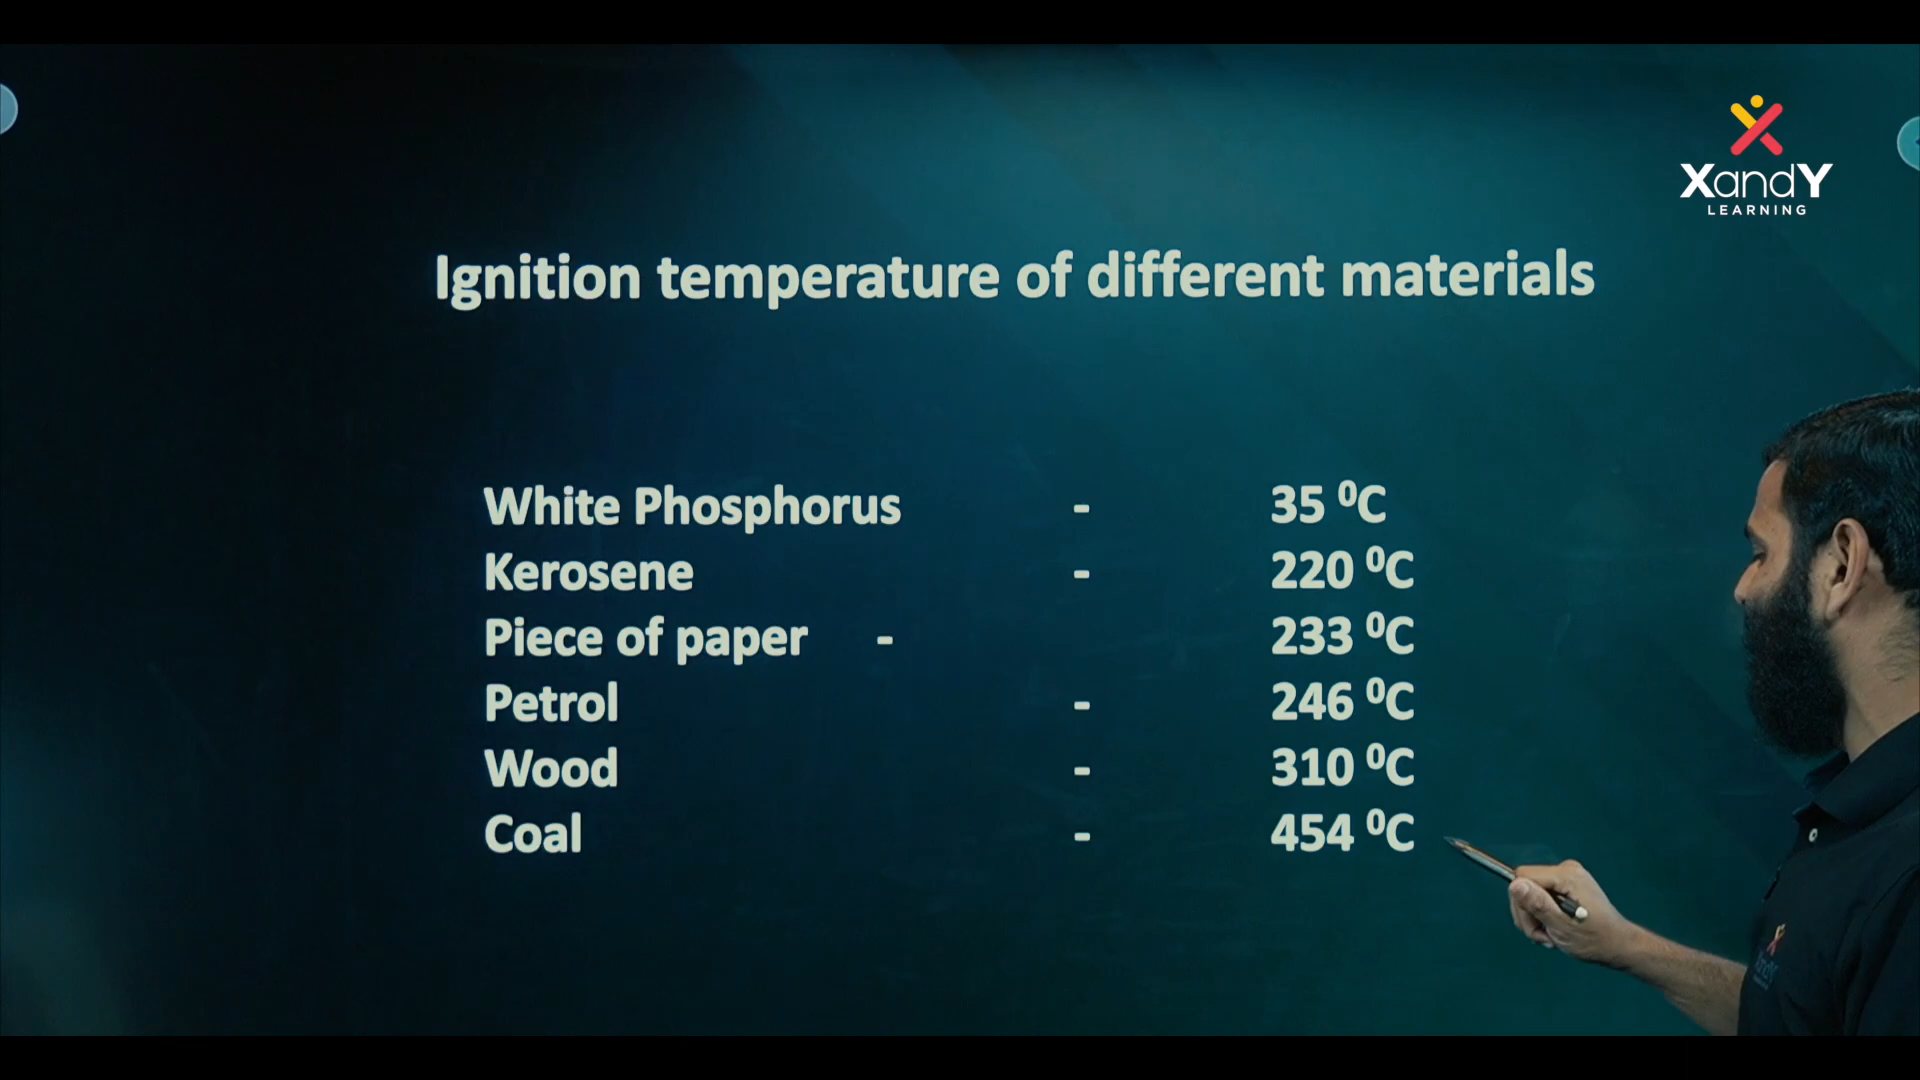 XandY
LEARNING
Ignition temperature of different materials
White Phosphorus - 35 ⁰C
Kerosene - 220 ⁰C
Piece of paper - 233 ⁰C
Petrol - 246 ⁰C
Wood - 310 ⁰C
Coal - 454 ⁰C